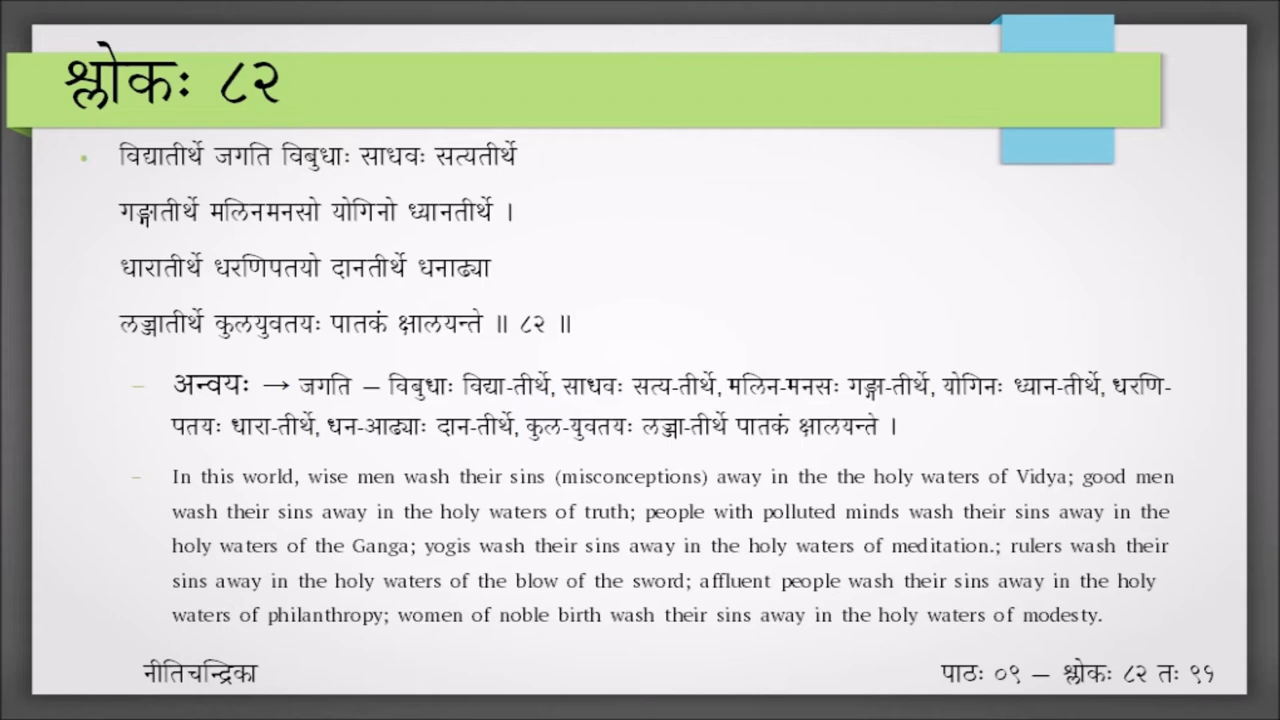 श्लोकः ८२
विद्यातीर्थे जगति विबुधाः साधवः सत्यतीर्थे
गङ्गातीर्थे मलिनमनसो योगिनो ध्यानतीर्थे ।
धारातीर्थे धरणिपतयो दानतीर्थे धनाढ्या
लज्जातीर्थे कुलयुवतयः पातकं क्षालयन्ते ॥ ८२ ॥
– अन्वयः → जगति – विबुधाः विद्या-तीर्थे, साधवः सत्य-तीर्थे, मलिन-मनसः गङ्गा-तीर्थे, योगिनः ध्यान-तीर्थे, धरणि-
पतयः धारा-तीर्थे, धन-आढ्याः दान-तीर्थे, कुल-युवतयः लज्जा-तीर्थे पातकं क्षालयन्ते ।
– In this world, wise men wash their sins (misconceptions) away in the the holy waters of Vidya; good men
wash their sins away in the holy waters of truth; people with polluted minds wash their sins away in the
holy waters of the Ganga; yogis wash their sins away in the holy waters of meditation.; rulers wash their
sins away in the holy waters of the blow of the sword; affluent people wash their sins away in the holy
waters of philanthropy; women of noble birth wash their sins away in the holy waters of modesty.
नीतिचन्द्रिका
पाठः ०९ – श्लोकः ८२ तः ९१